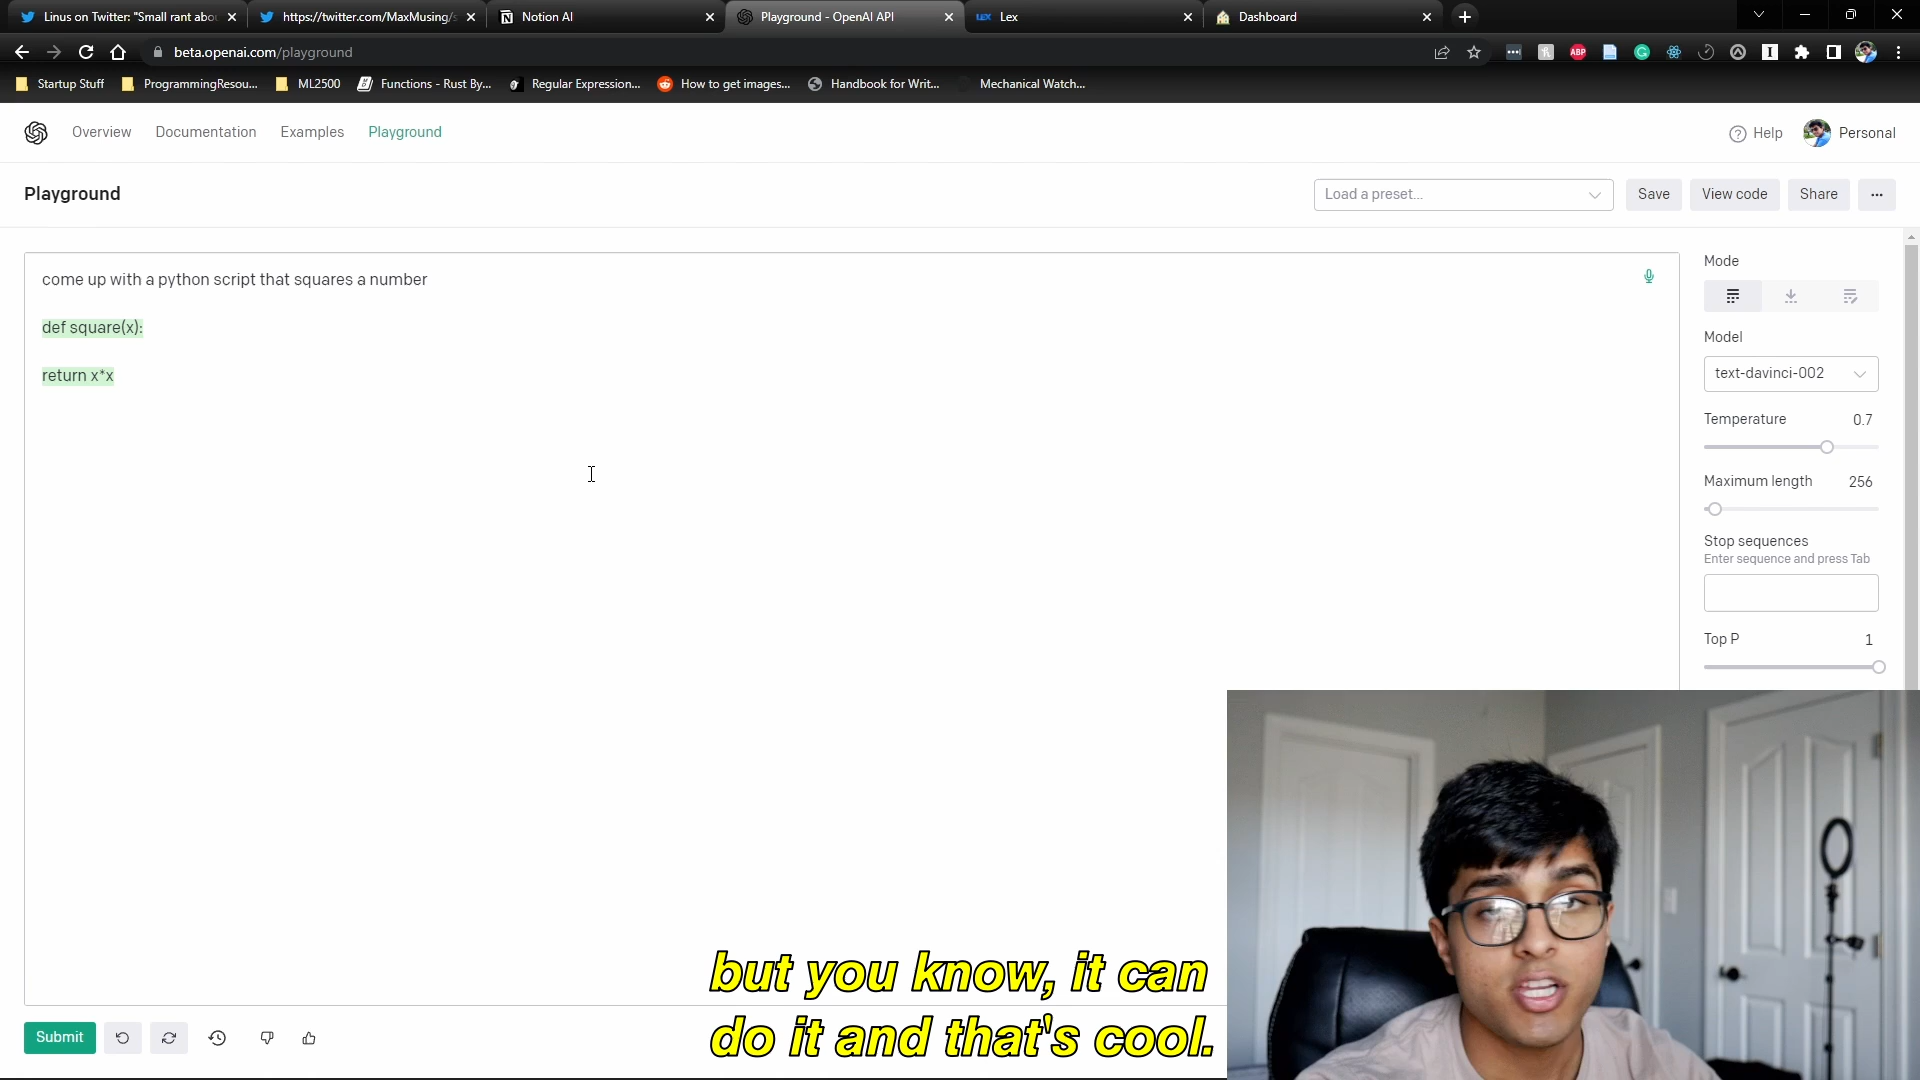 Linus on Twitter: "Small rant abou
https://twitter.com/MaxMusing/s
Notion AI
Playground - OpenAI API
Lex
Dashboard
beta.openai.com/playground
Startup Stuff
ProgrammingResou...
ML2500
Functions - Rust By...
Regular Expression...
How to get images...
Handbook for Writ...
Mechanical Watch...
Overview
Documentation
Examples
Playground
Help
Personal
Playground
Load a preset...
Save
View code
Share
...
come up with a python script that squares a number
def square(x):
return x*x
Mode
Model
text-davinci-002
Temperature
0.7
Maximum length
256
Stop sequences
Enter sequence and press Tab
Top P
1
Submit
but you know, it can
do it and that's cool.